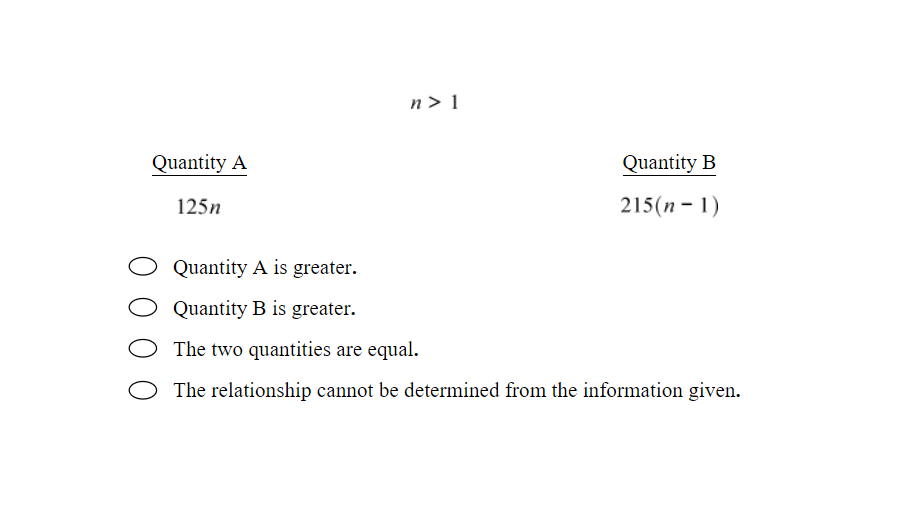 n > 1
Quantity A
Quantity B
125n
215(n − 1)
Quantity A is greater.
Quantity B is greater.
The two quantities are equal.
The relationship cannot be determined from the information given.